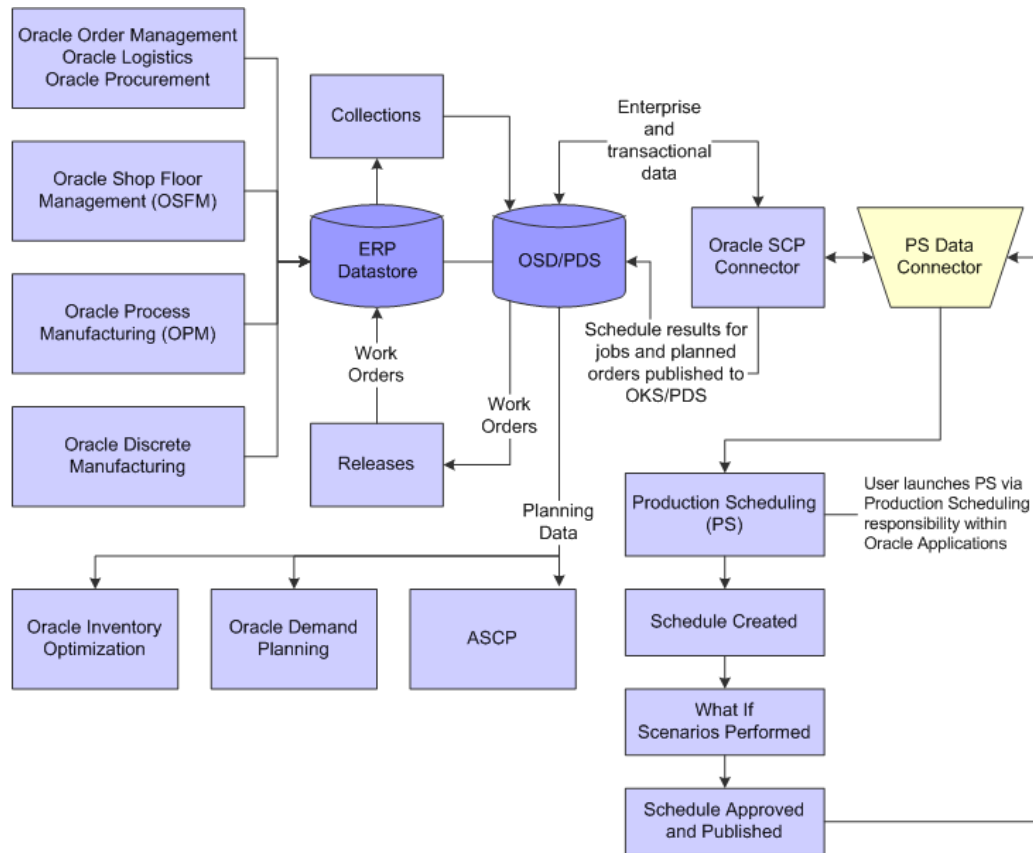 Oracle Order Management
Oracle Logistics
Oracle Procurement
Collections
Enterprise
and
transactional
data
Oracle Shop Floor
Management (OSFM)
ERP
Datastore
OSD/PDS
Oracle SCP
Connector
PS Data
Connector
Oracle Process
Manufacturing (OPM)
Work
Orders
Schedule results for
jobs and planned
orders published to
OKS/PDS
Work
Orders
Oracle Discrete
Manufacturing
Releases
Production Scheduling
(PS)
User launches PS via
Production Scheduling
responsibility within
Oracle Applications
Planning
Data
Oracle Inventory
Optimization
Oracle Demand
Planning
ASCP
Schedule Created
What If
Scenarios Performed
Schedule Approved
and Published